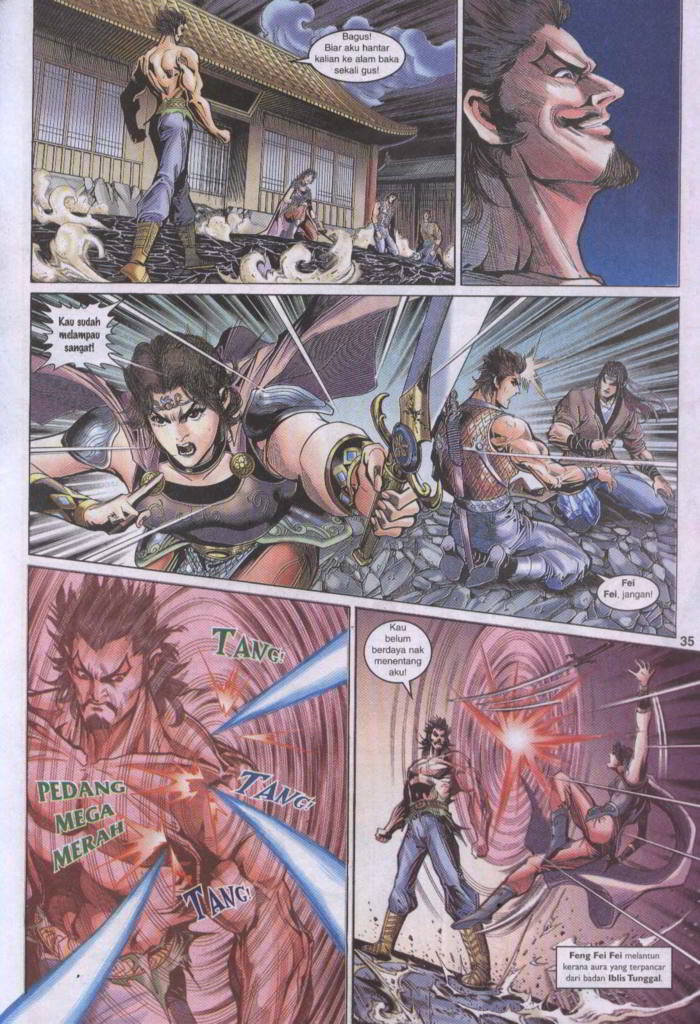 Bagus!
Biar aku hantar
kalian ke alam baka
sekali gus!
Kau sudah
melampau
sangat!
Fei
Fei, jangan!
35
TANG!
PEDANG
MEGA
MERAH
TANG!
TANG!
Kau
belum
berdaya nak
menentang
aku!
Feng Fei Fei melantun
kerana aura yang terpancar
dari badan Iblis Tunggal.